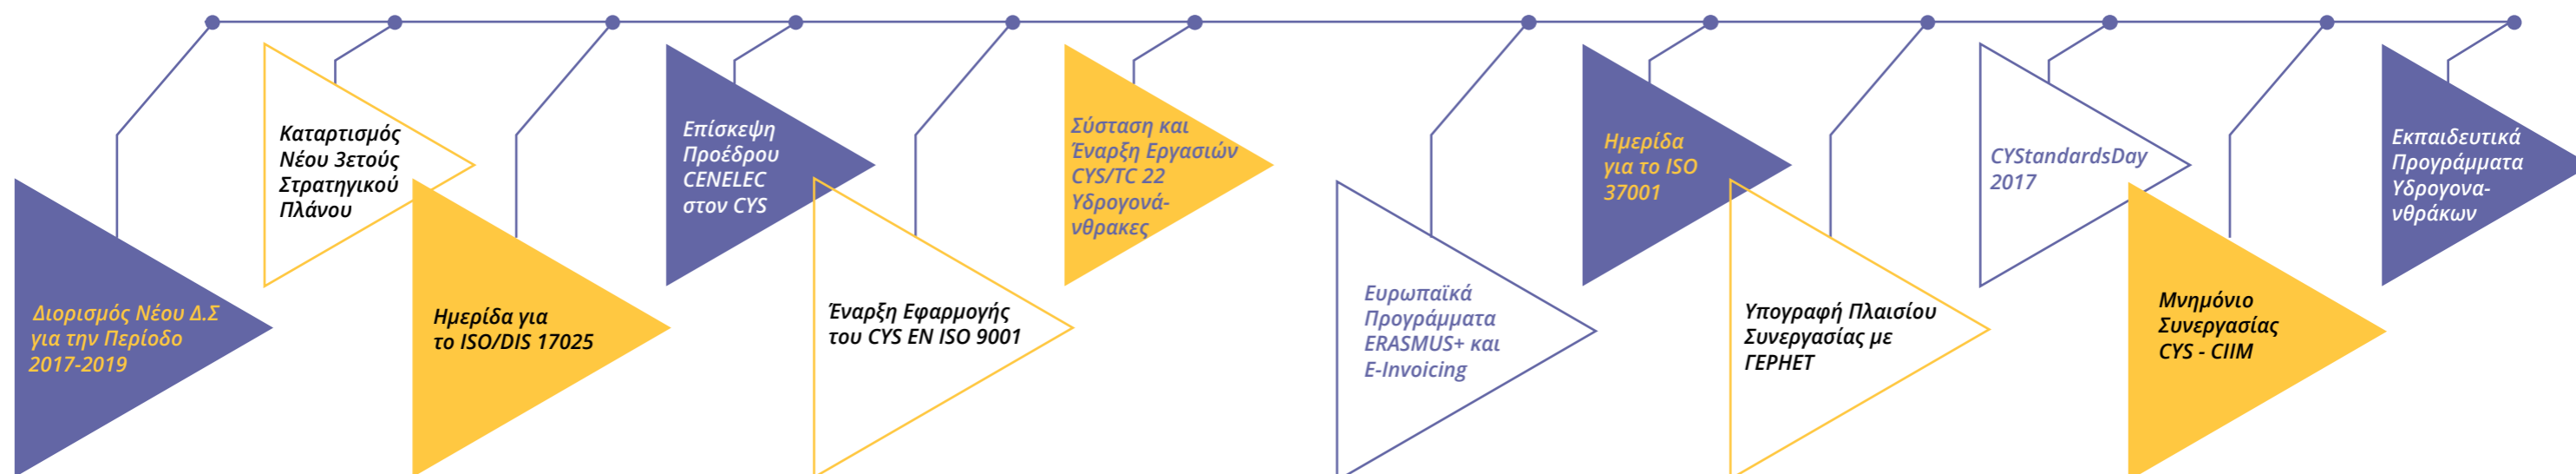 Διορισμός Νέου Δ.Σ
για την Περίοδο
2017-2019
Καταρτισμός
Νέου 3ετούς
Στρατηγικού
Πλάνου
Ημερίδα για
το ISO/DIS 17025
Επίσκεψη
Προέδρου
CENELEC
στον CYS
Έναρξη Εφαρμογής
του CYS EN ISO 9001
Σύσταση και
Έναρξη Εργασιών
CYS/TC 22
Υδρογονά-
νθρακες
Ευρωπαϊκά
Προγράμματα
ERASMUS+ και
E-Invoicing
Ημερίδα
για το ISO
37001
Υπογραφή Πλαισίου
Συνεργασίας με
ΓΕΡΗΕΤ
CYStandardsDay
2017
Μνημόνιο
Συνεργασίας
CYS - CIIM
Εκπαιδευτικά
Προγράμματα
Υδρογονα-
νθράκων